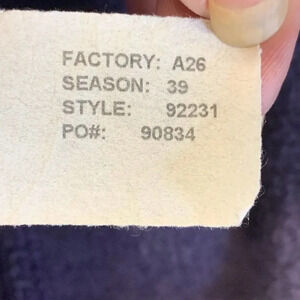 FACTORY: A26
SEASON: 39
STYLE: 92231
PO#: 90834